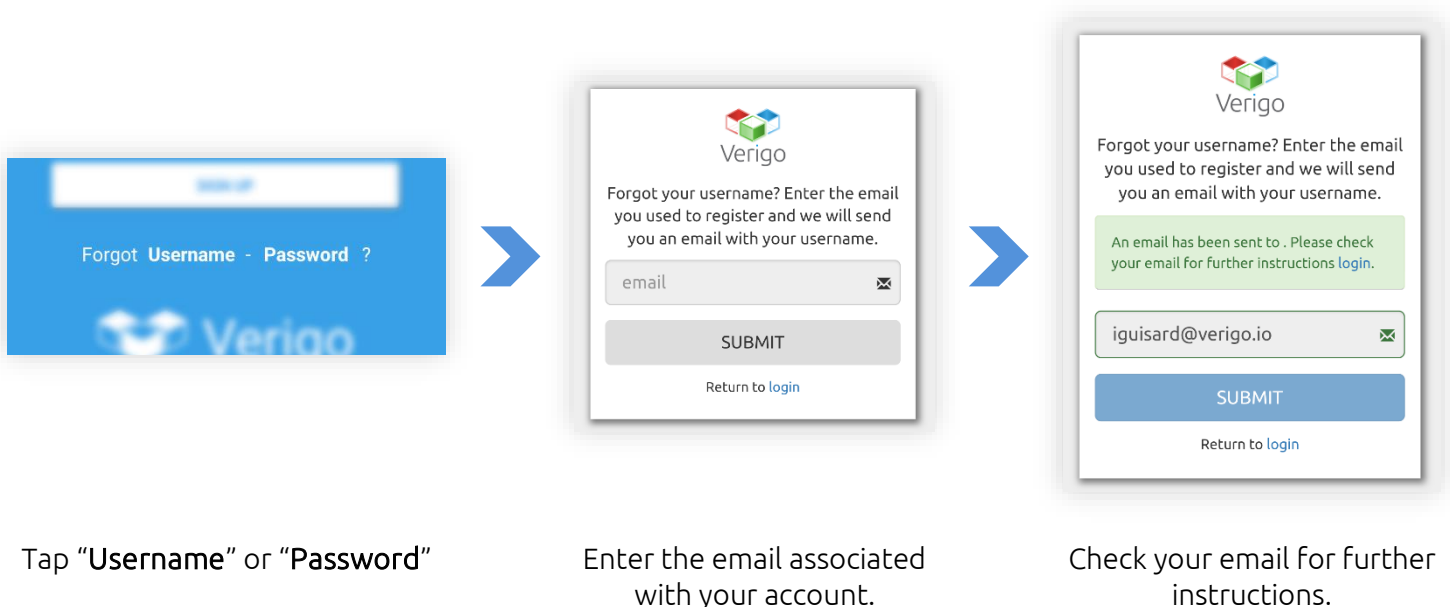 SIGN UP
Forgot Username - Password ?
Verigo
Tap “Username” or “Password”
Verigo
Forgot your username? Enter the email
you used to register and we will send
you an email with your username.
email
SUBMIT
Return to login
Enter the email associated
with your account.
Verigo
Forgot your username? Enter the email
you used to register and we will send
you an email with your username.
An email has been sent to . Please check
your email for further instructions login.
iguisard@verigo.io
SUBMIT
Return to login
Check your email for further
instructions.